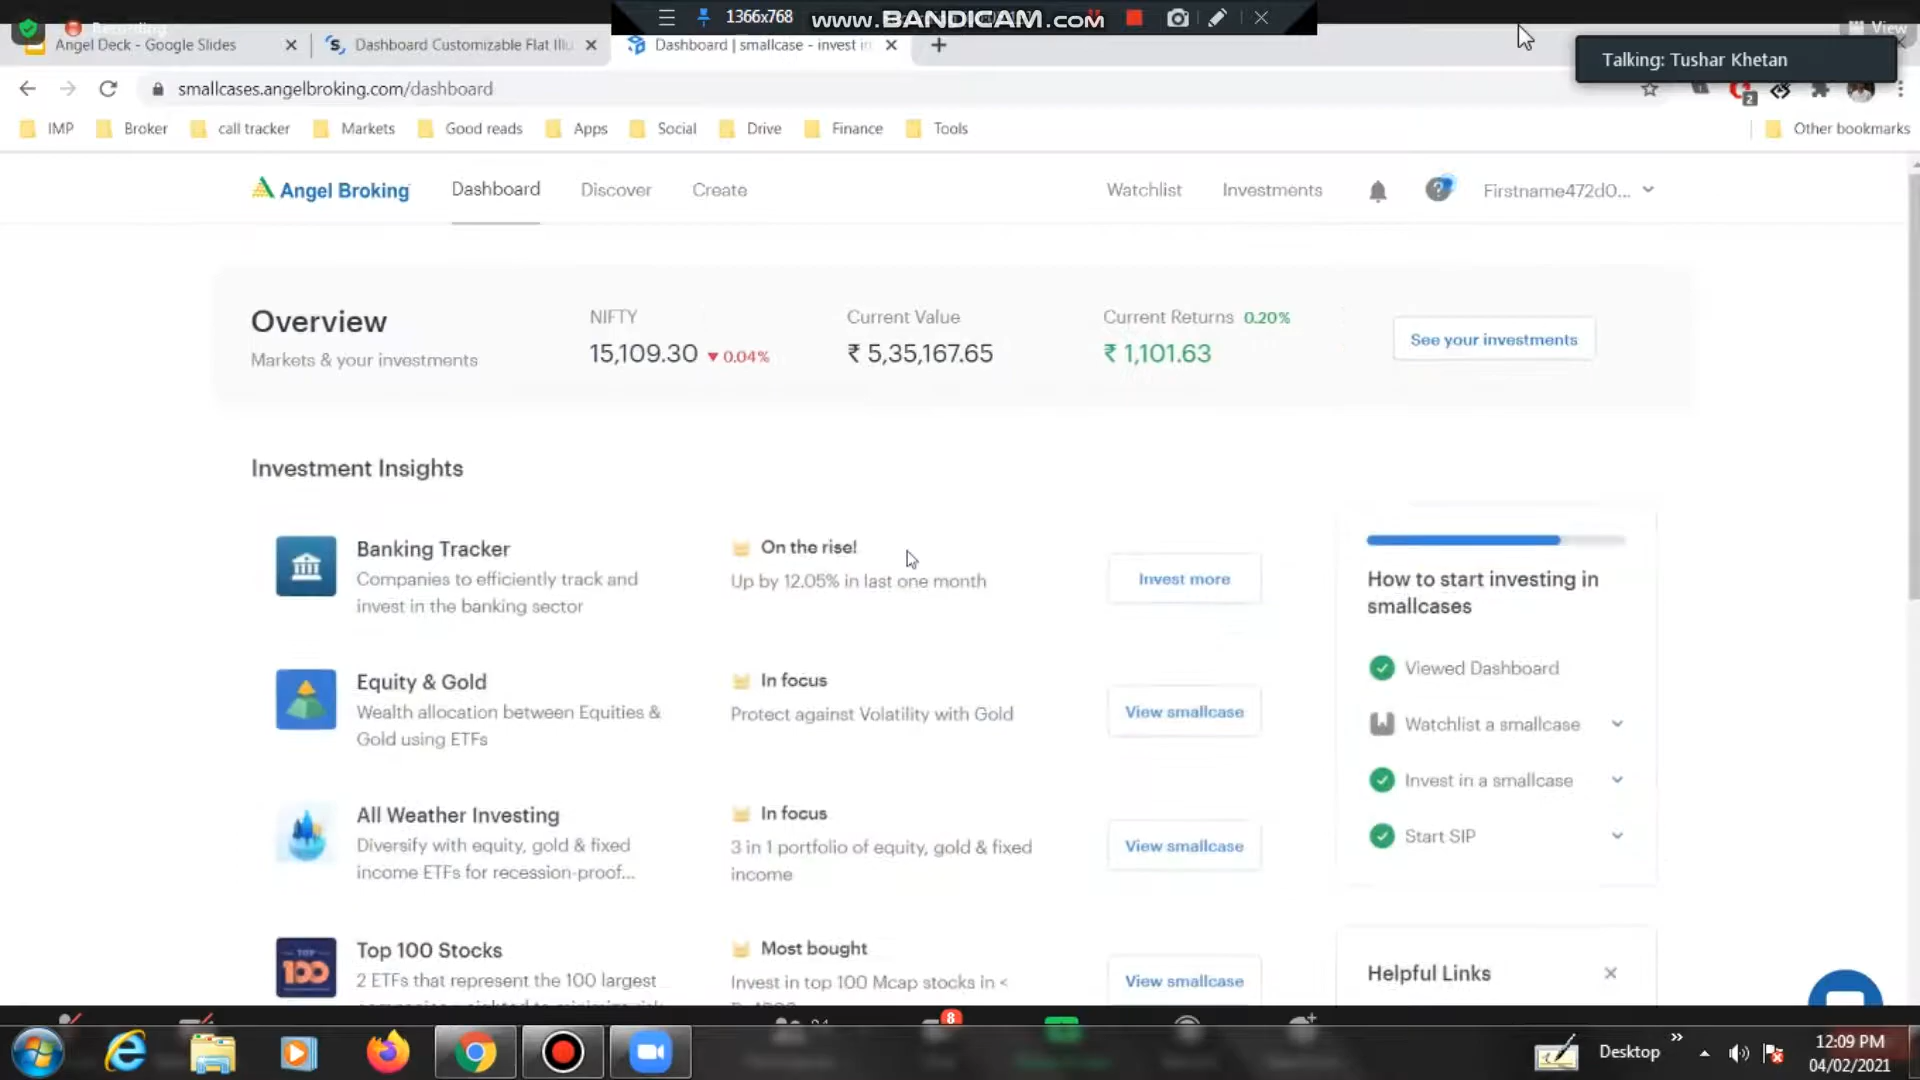 1366x768
www.BANDICAM.com
Recording
View
Angel Deck - Google Slides
Dashboard Customizable Flat Illu
Dashboard | smallcase - invest in
Talking: Tushar Khetan
smallcases.angelbroking.com/dashboard
2
IMP
Broker
call tracker
Markets
Good reads
Apps
Social
Drive
Finance
Tools
Other bookmarks
Angel Broking
Dashboard
Discover
Create
Watchlist
Investments
?
Firstname472d0...
Overview
Markets & your investments
NIFTY
15,109.30 ▼ 0.04%
Current Value
₹ 5,35,167.65
Current Returns 0.20%
₹ 1,101.63
See your investments
Investment Insights
Banking Tracker
Companies to efficiently track and
invest in the banking sector
On the rise!
Up by 12.05% in last one month
Invest more
Equity & Gold
Wealth allocation between Equities &
Gold using ETFs
In focus
Protect against Volatility with Gold
View smallcase
All Weather Investing
Diversify with equity, gold & fixed
income ETFs for recession-proof...
In focus
3 in 1 portfolio of equity, gold & fixed
income
View smallcase
TOP
100
Top 100 Stocks
2 ETFs that represent the 100 largest
Most bought
Invest in top 100 Mcap stocks in <
View smallcase
How to start investing in
smallcases
Viewed Dashboard
Watchlist a smallcase
Invest in a smallcase
Start SIP
Helpful Links
8
Desktop
12:09 PM
04/02/2021